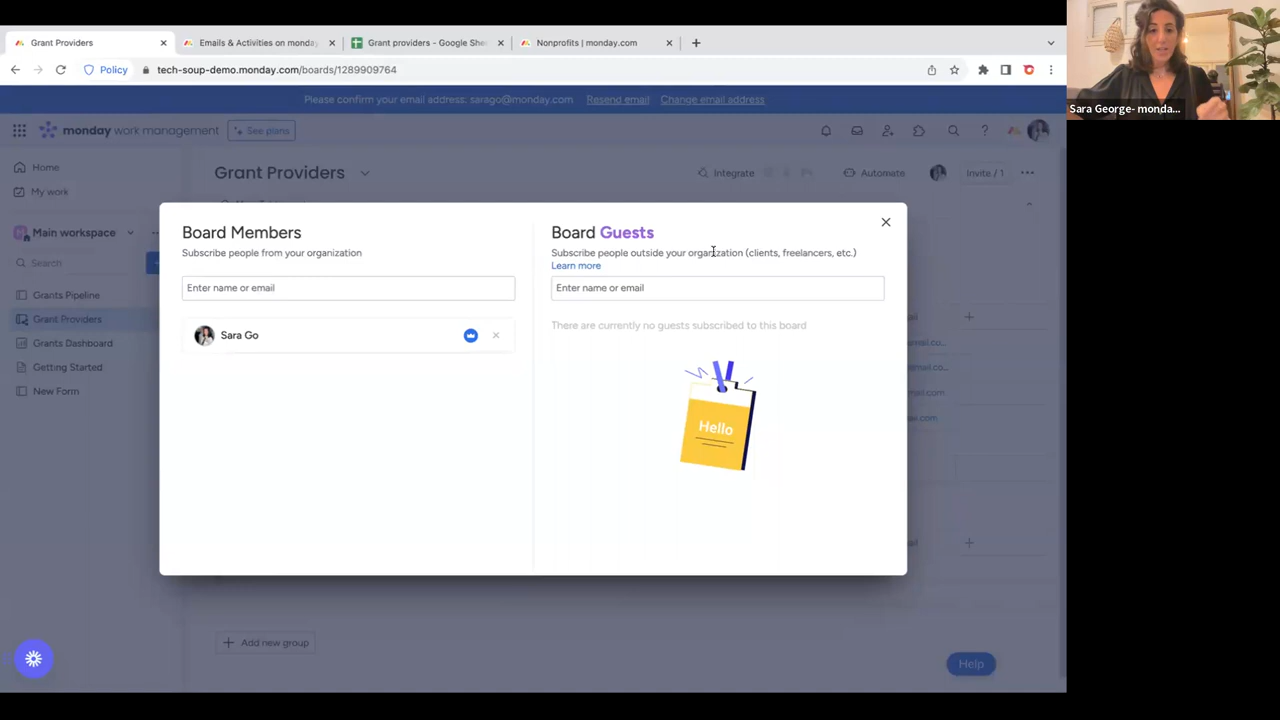 Grant Providers
Emails & Activities on monday
Grant providers - Google She
Nonprofits | monday.com
Policy
tech-soup-demo.monday.com/boards/1289909764
Sara George- monda...
Please confirm your email address: sarago@monday.com Resend email Change email address
monday work management
See plans
Home
My work
Main workspace
Search
Grants Pipeline
Grant Providers
Grants Dashboard
Getting Started
New Form
Grant Providers
Integrate
Automate
Invite / 1
Board Members
Subscribe people from your organization
Enter name or email
Sara Go
Board Guests
Subscribe people outside your organization (clients, freelancers, etc.)
Learn more
Enter name or email
There are currently no guests subscribed to this board
Hello
Add new group
Help